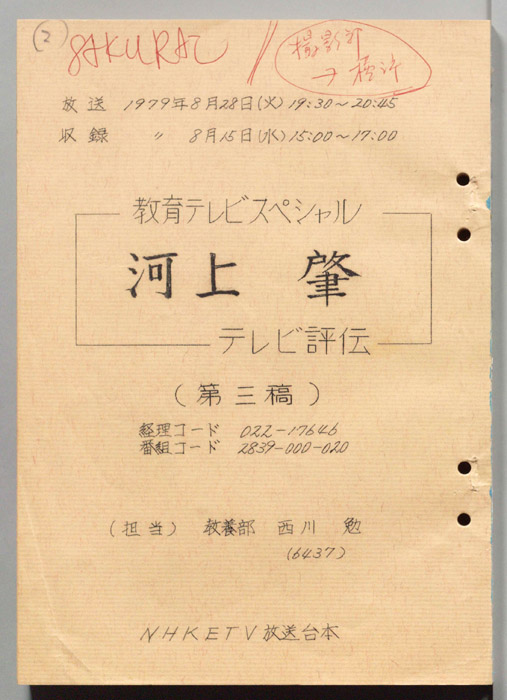 2
SAKURAI
撮影部
放送 1979年8月28日(火)19:30～20:45
収録 〃 8月15日(水)15:00～17:00
教育テレビスペシャル
河上 肇
テレビ評伝
(第三稿)
経理コード 022-17646
番組コード 2839-000-020
(担当) 教養部 西川 勉
(6437)
NHKETV放送台本